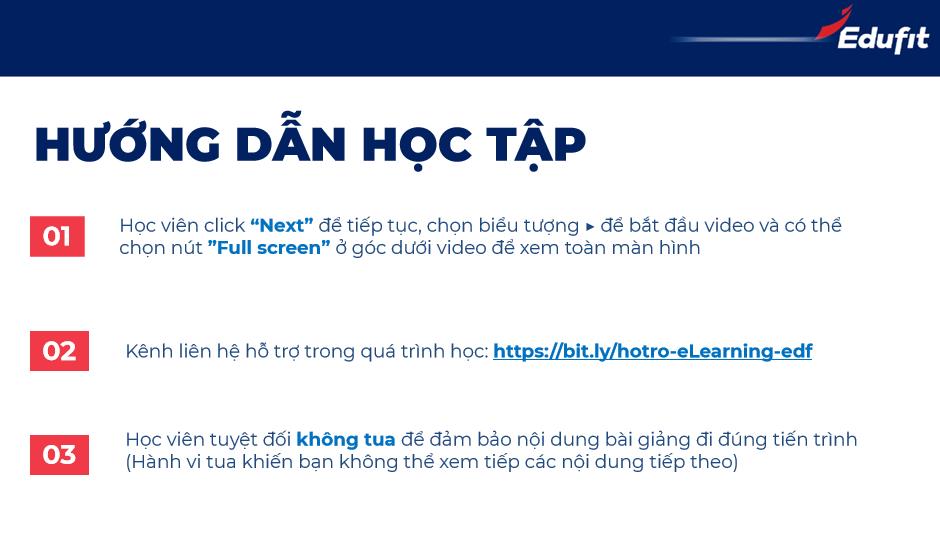 Edufit
HƯỚNG DẪN HỌC TẬP
01
Học viên click “Next” để tiếp tục, chọn biểu tượng ▸ để bắt đầu video và có thể
chọn nút ”Full screen” ở góc dưới video để xem toàn màn hình
02
Kênh liên hệ hỗ trợ trong quá trình học: https://bit.ly/hotro-eLearning-edf
03
Học viên tuyệt đối không tua để đảm bảo nội dung bài giảng đi đúng tiến trình
(Hành vi tua khiến bạn không thể xem tiếp các nội dung tiếp theo)